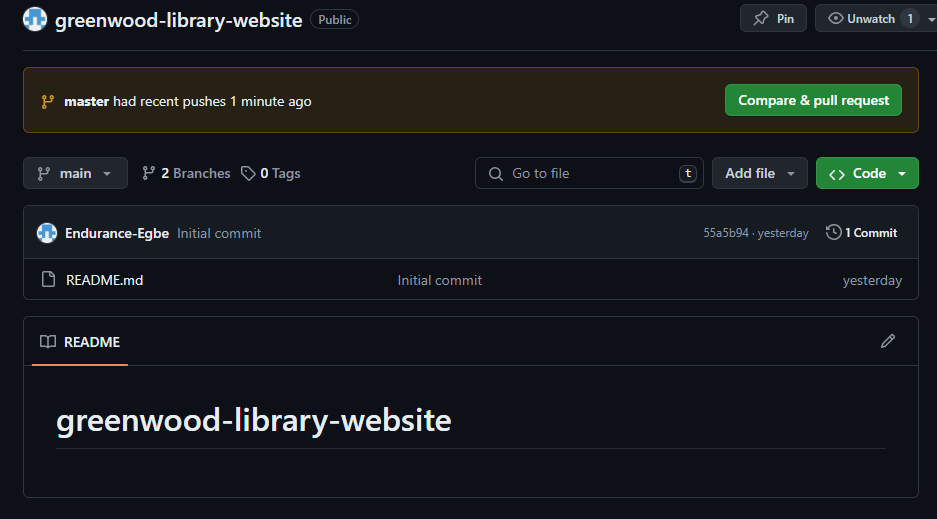 greenwood-library-website Public Pin Unwatch 1
master had recent pushes 1 minute ago Compare & pull request
main 2 Branches 0 Tags Go to file t Add file Code
Endurance-Egbe Initial commit 55a5b94 · yesterday 1 Commit
README.md Initial commit yesterday
README
greenwood-library-website